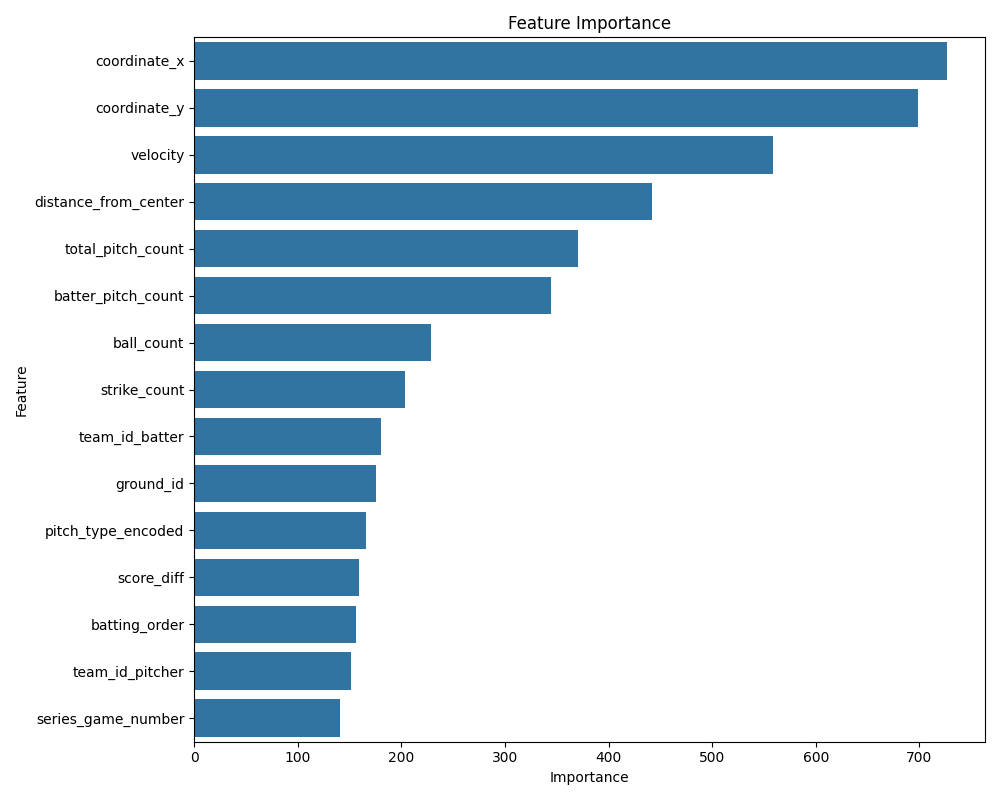 Feature Importance
coordinate_x
coordinate_y
velocity
distance_from_center
total_pitch_count
batter_pitch_count
ball_count
strike_count
team_id_batter
ground_id
pitch_type_encoded
score_diff
batting_order
team_id_pitcher
series_game_number
Feature
0 100 200 300 400 500 600 700
Importance